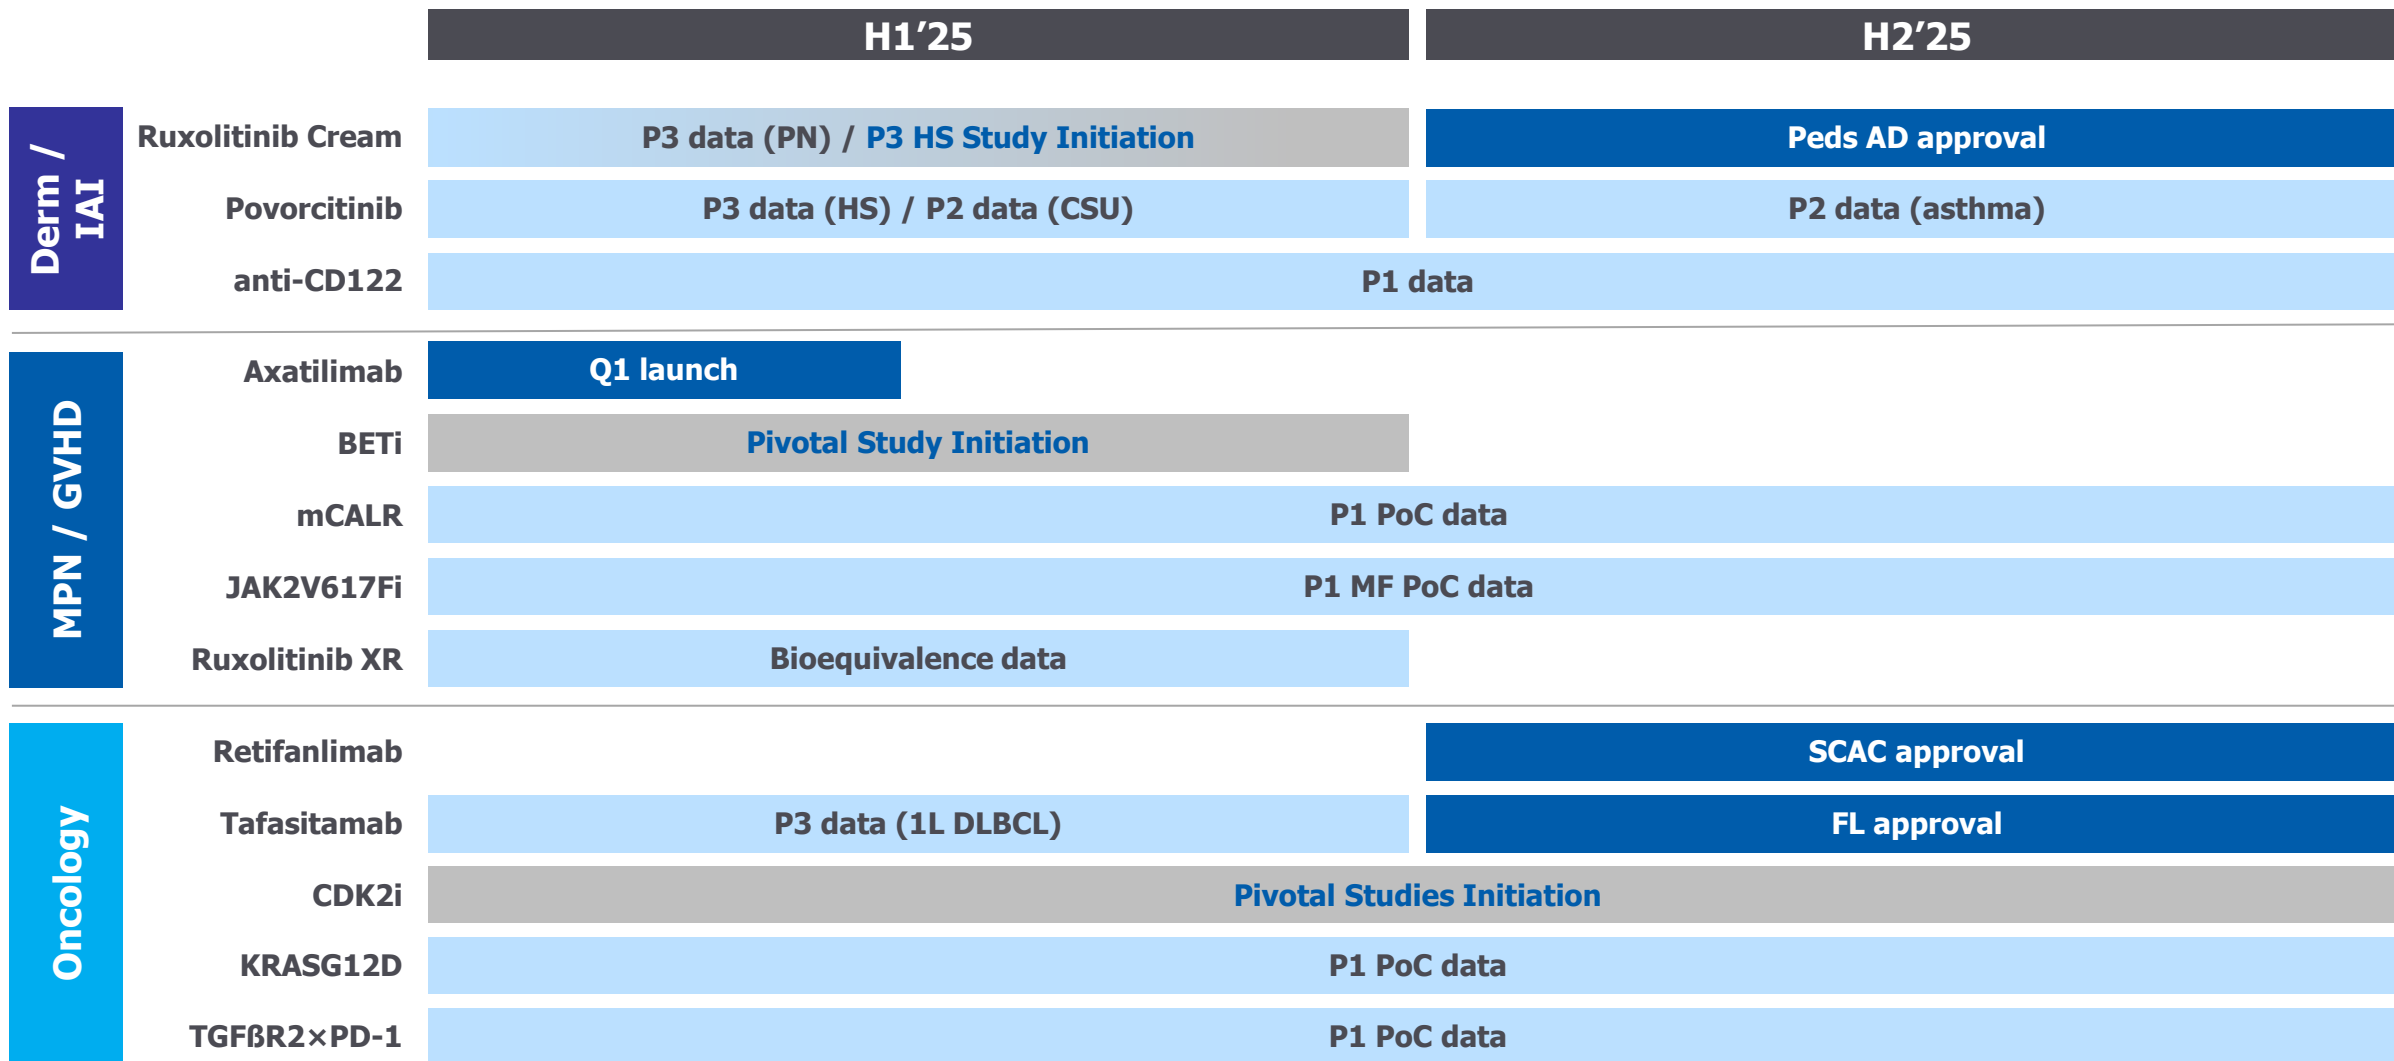 H1’25
H2’25
Derm /
IAI
Ruxolitinib Cream
P3 data (PN) / P3 HS Study Initiation
Peds AD approval
Povorcitinib
P3 data (HS) / P2 data (CSU)
P2 data (asthma)
anti-CD122
P1 data
MPN / GVHD
Axatilimab
Q1 launch
BETi
Pivotal Study Initiation
mCALR
P1 PoC data
JAK2V617Fi
P1 MF PoC data
Ruxolitinib XR
Bioequivalence data
Oncology
Retifanlimab
SCAC approval
Tafasitamab
P3 data (1L DLBCL)
FL approval
CDK2i
Pivotal Studies Initiation
KRASG12D
P1 PoC data
TGFßR2×PD-1
P1 PoC data